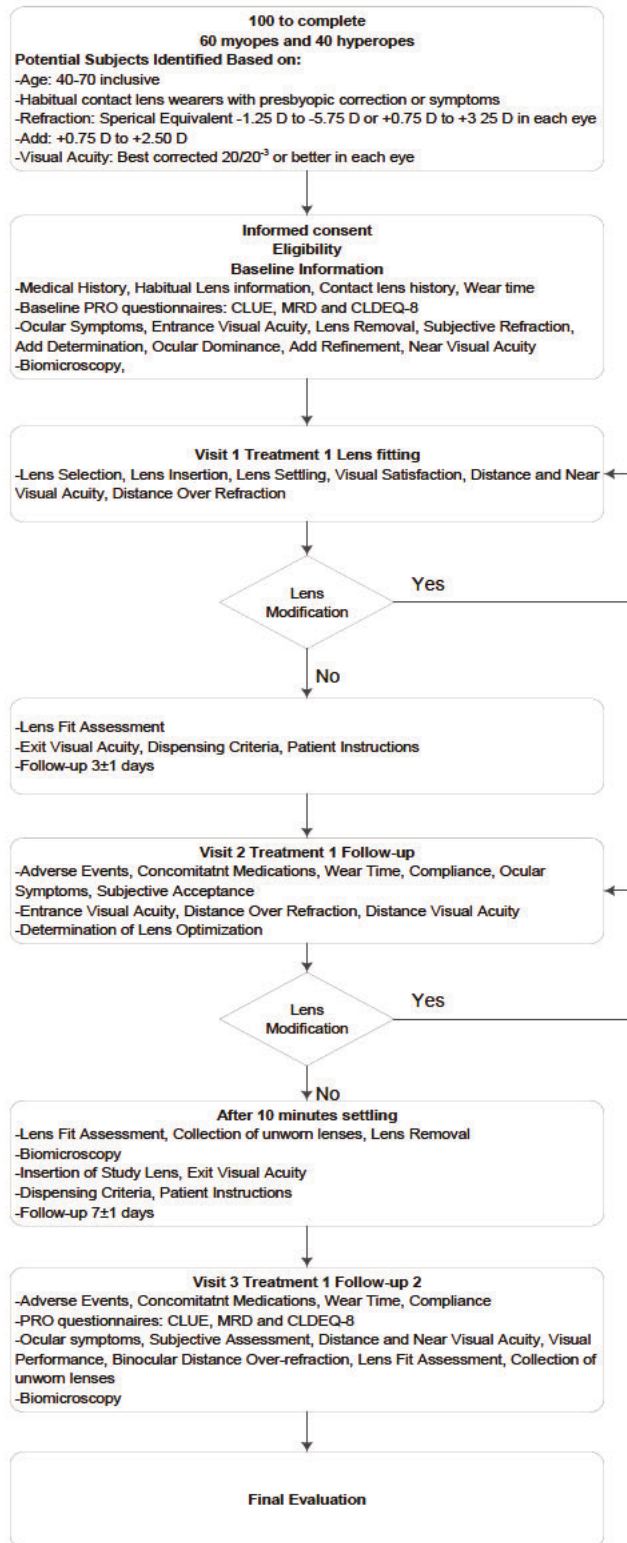 100 to complete
60 myopes and 40 hyperopes
Potential Subjects Identified Based on:
-Age: 40-70 inclusive
-Habitual contact lens wearers with presbyopic correction or symptoms
-Refraction: Sperical Equivalent -1.25 D to -5.75 D or +0.75 D to +3 25 D in each eye
-Add: +0.75 D to +2.50 D
-Visual Acuity: Best corrected 20/20⁻³ or better in each eye
Informed consent
Eligibility
Baseline Information
-Medical History, Habitual Lens information, Contact lens history, Wear time
-Baseline PRO questionnaires: CLUE, MRD and CLDEQ-8
-Ocular Symptoms, Entrance Visual Acuity, Lens Removal, Subjective Refraction,
Add Determination, Ocular Dominance, Add Refinement, Near Visual Acuity
-Biomicroscopy,
Visit 1 Treatment 1 Lens fitting
-Lens Selection, Lens Insertion, Lens Settling, Visual Satisfaction, Distance and Near
Visual Acuity, Distance Over Refraction
Lens
Modification
Yes
No
-Lens Fit Assessment
-Exit Visual Acuity, Dispensing Criteria, Patient Instructions
-Follow-up 3±1 days
Visit 2 Treatment 1 Follow-up
-Adverse Events, Concomitatnt Medications, Wear Time, Compliance, Ocular
Symptoms, Subjective Acceptance
-Entrance Visual Acuity, Distance Over Refraction, Distance Visual Acuity
-Determination of Lens Optimization
Lens
Modification
Yes
No
After 10 minutes settling
-Lens Fit Assessment, Collection of unworn lenses, Lens Removal
-Biomicroscopy
-Insertion of Study Lens, Exit Visual Acuity
-Dispensing Criteria, Patient Instructions
-Follow-up 7±1 days
Visit 3 Treatment 1 Follow-up 2
-Adverse Events, Concomitatnt Medications, Wear Time, Compliance
-PRO questionnaires: CLUE, MRD and CLDEQ-8
-Ocular symptoms, Subjective Assessment, Distance and Near Visual Acuity, Visual
Performance, Binocular Distance Over-refraction, Lens Fit Assessment, Collection of
unworn lenses
-Biomicroscopy
Final Evaluation